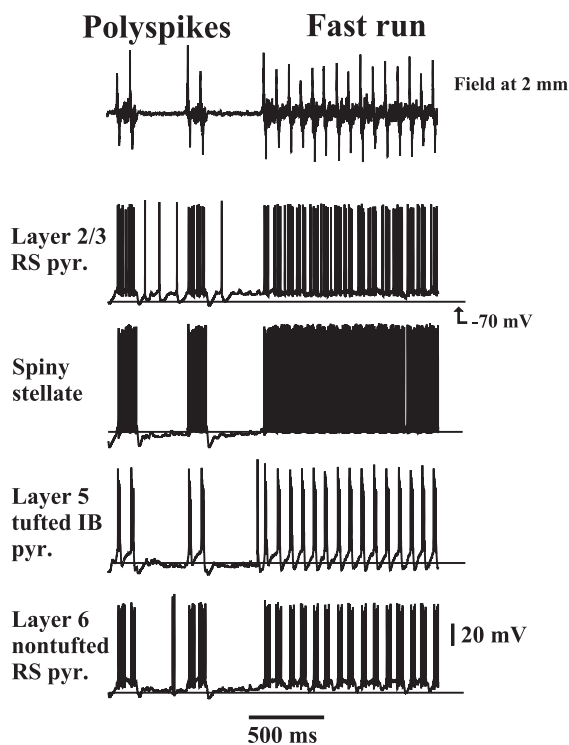 Polyspikes Fast run
Field at 2 mm
Layer 2/3
RS pyr.
-70 mV
Spiny
stellate
Layer 5
tufted IB
pyr.
Layer 6
nontufted
RS pyr.
20 mV
500 ms